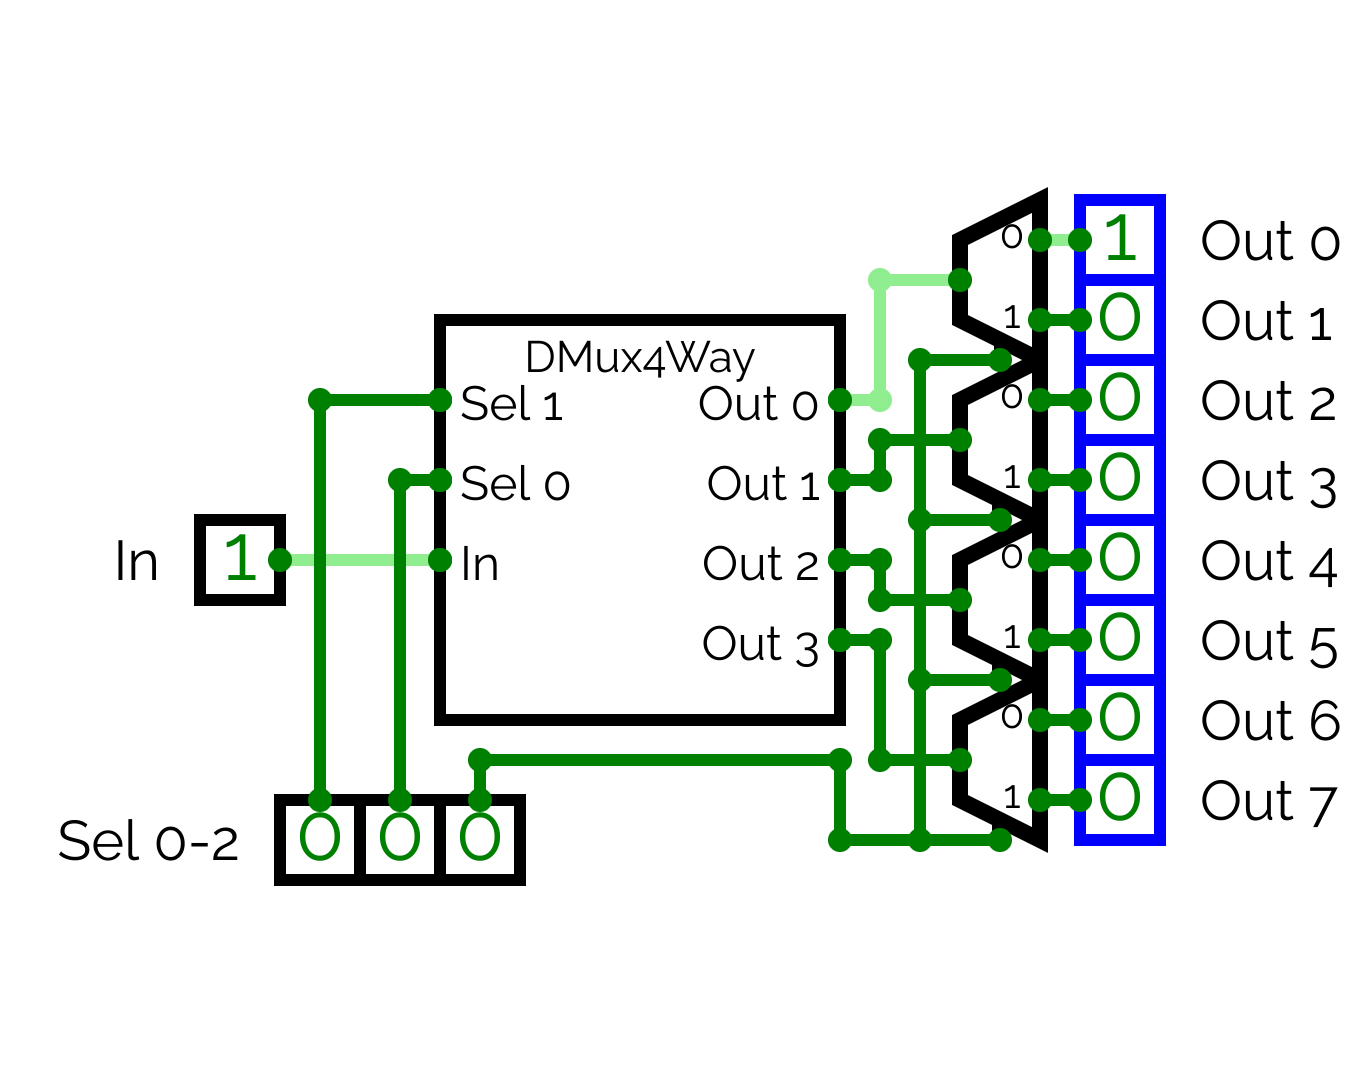 DMux4Way
Sel 1
Sel 0
In
Out 0
Out 1
Out 2
Out 3
In
1
Sel 0-2
0 0 0
0
1
0
1
0
1
0
1
1 Out 0
0 Out 1
0 Out 2
0 Out 3
0 Out 4
0 Out 5
0 Out 6
0 Out 7